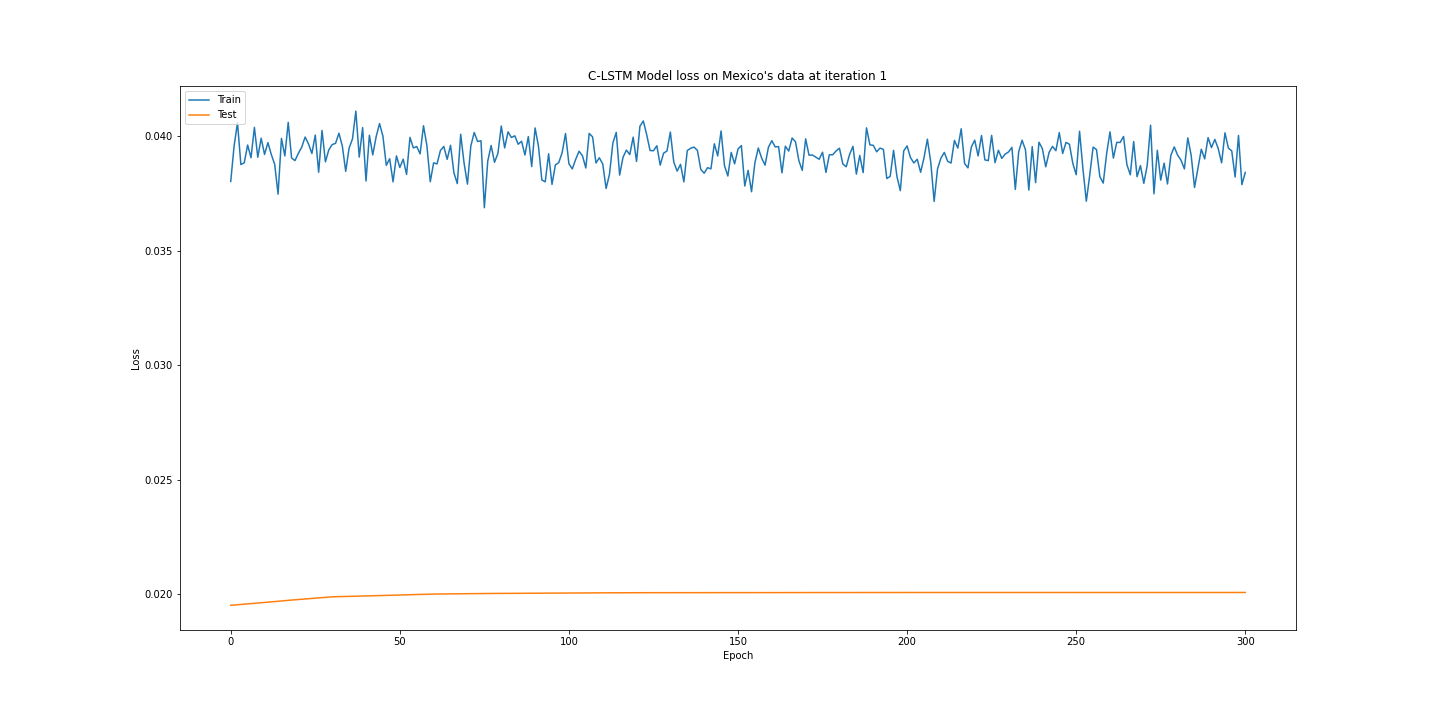 C-LSTM Model loss on Mexico's data at iteration 1
Train
Test
0.040
0.035
0.030
0.025
0.020
Loss
0 50 100 150 200 250 300
Epoch